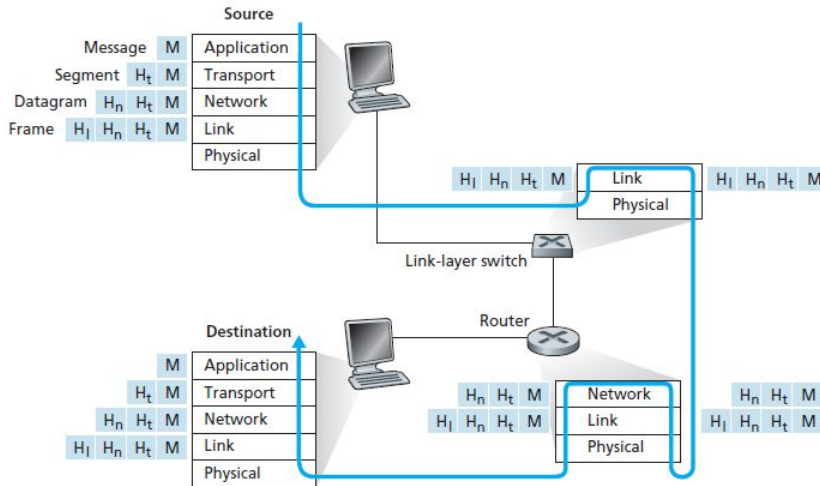 Source
Message M Application
Segment Ht M Transport
Datagram Hn Ht M Network
Frame Hl Hn Ht M Link
Physical
Hl Hn Ht M Link Hl Hn Ht M
Physical
Link-layer switch
Router
Destination
M Application
Ht M Transport
Hn Ht M Network
Hl Hn Ht M Link
Physical
Hn Ht M Network Hn Ht M
Hl Hn Ht M Link Hl Hn Ht M
Physical